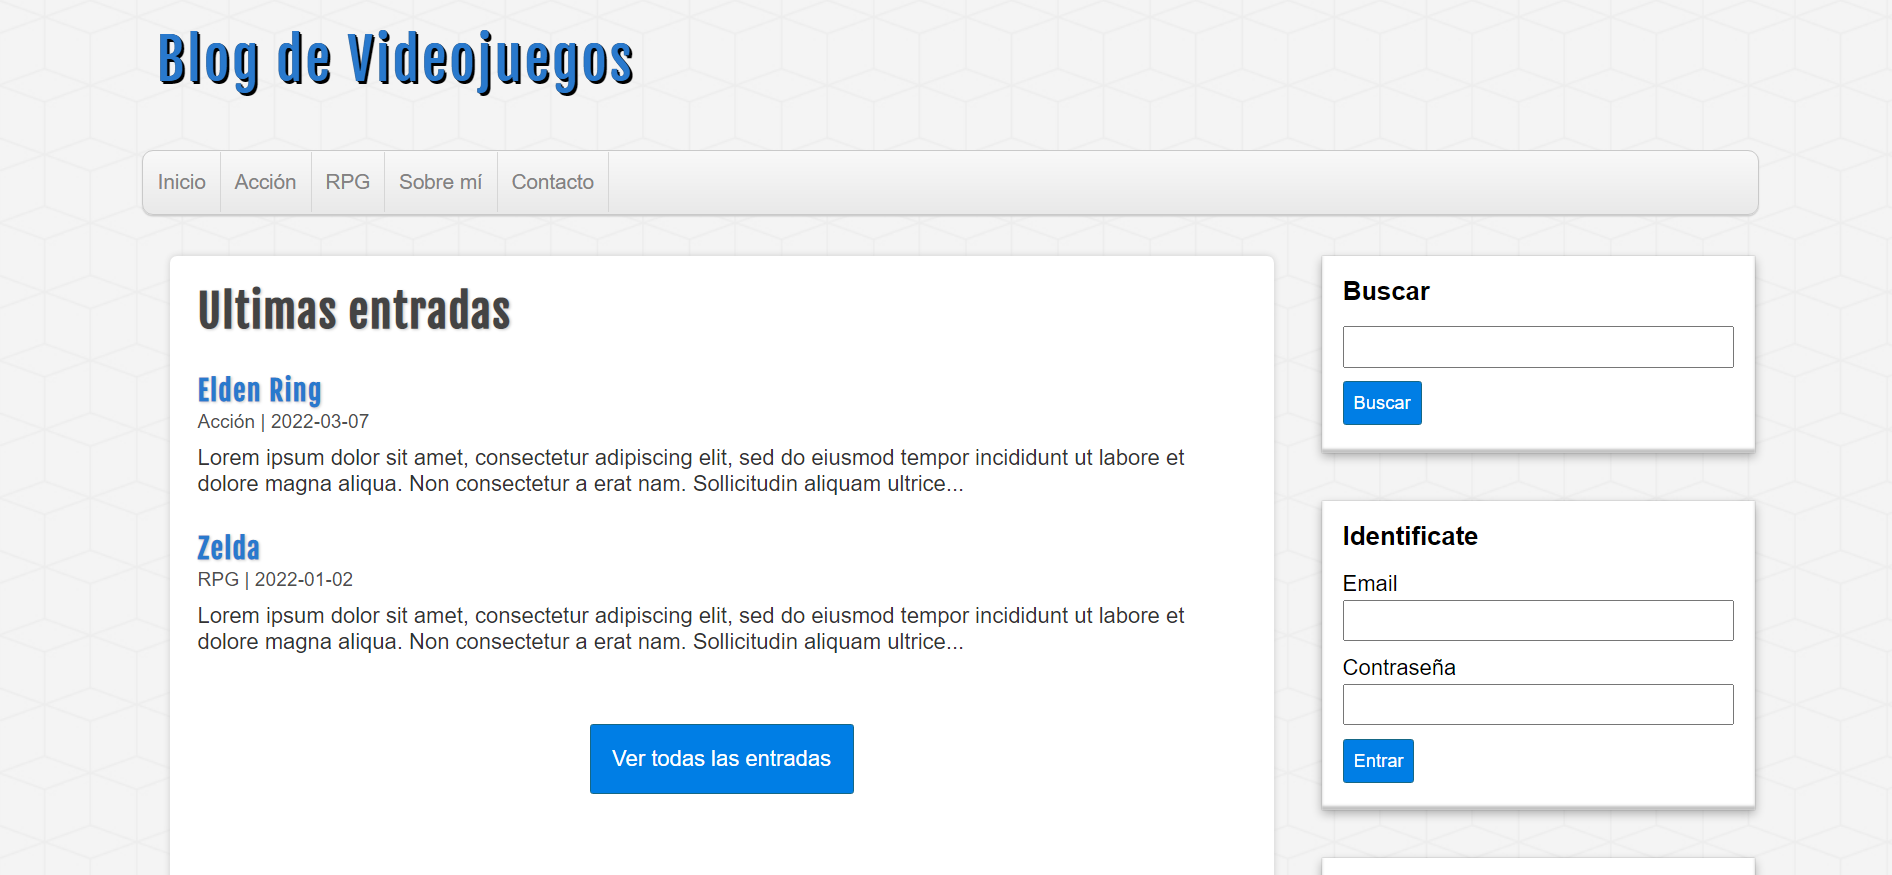 Blog de Videojuegos
Inicio
Acción
RPG
Sobre mí
Contacto
Ultimas entradas
Elden Ring
Acción | 2022-03-07
Lorem ipsum dolor sit amet, consectetur adipiscing elit, sed do eiusmod tempor incididunt ut labore et
dolore magna aliqua. Non consectetur a erat nam. Sollicitudin aliquam ultrice...
Zelda
RPG | 2022-01-02
Lorem ipsum dolor sit amet, consectetur adipiscing elit, sed do eiusmod tempor incididunt ut labore et
dolore magna aliqua. Non consectetur a erat nam. Sollicitudin aliquam ultrice...
Ver todas las entradas
Buscar
Buscar
Identificate
Email
Contraseña
Entrar